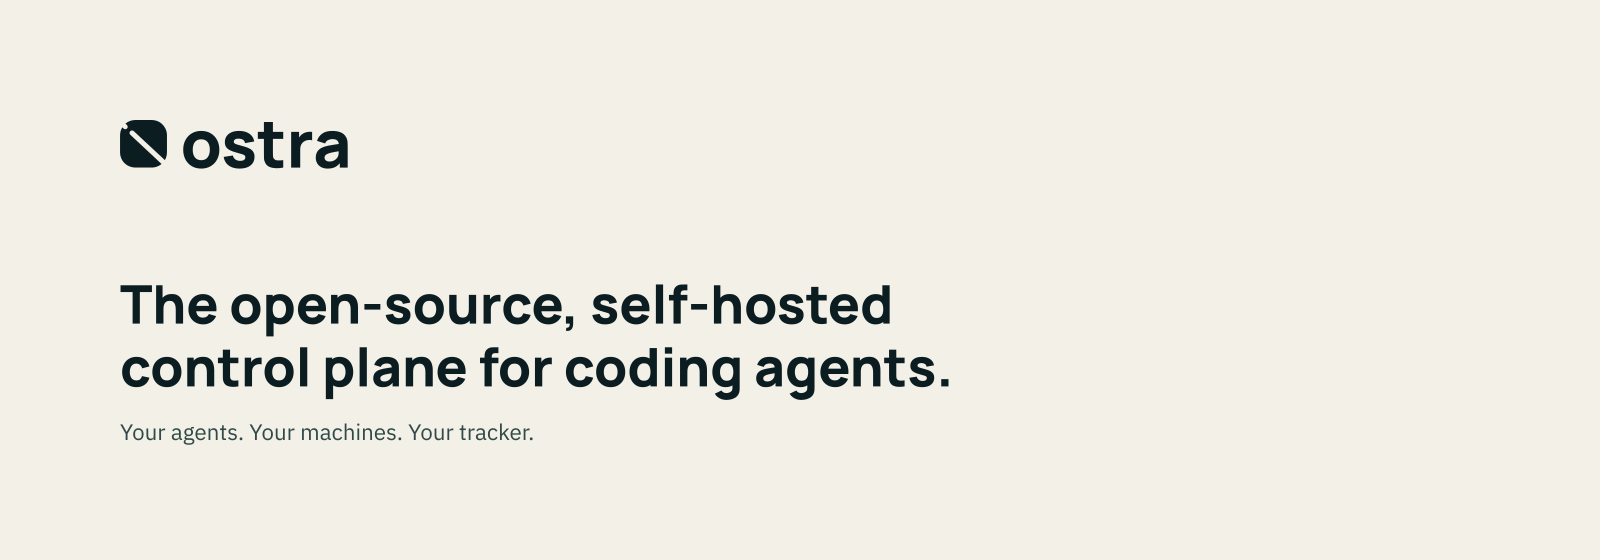 ostra
The open-source, self-hosted
control plane for coding agents.
Your agents. Your machines. Your tracker.